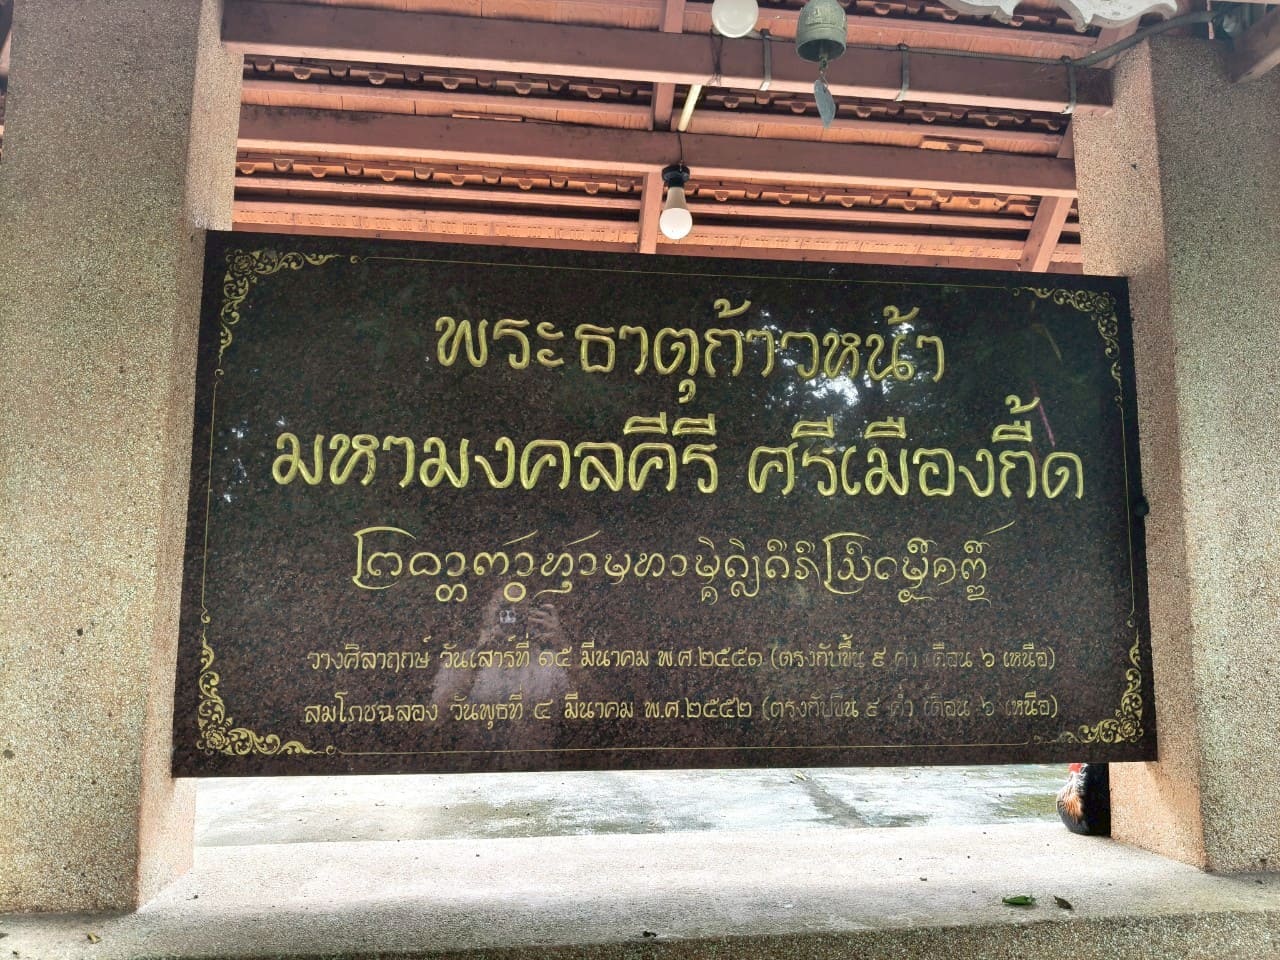 พระธาตุก้าวหน้า
มหามงคลคีรี ศรีเมืองกื้ด
วางศิลาฤกษ์ วันเสาร์ที่ ๑๕ มีนาคม พ.ศ.๒๕๕๑ (ตรงกับขึ้น ๙ ค่ำ เดือน ๖ เหนือ)
สมโภชฉลอง วันพุธที่ ๔ มีนาคม พ.ศ.๒๕๕๒ (ตรงกับขึ้น ๙ ค่ำ เดือน ๖ เหนือ)